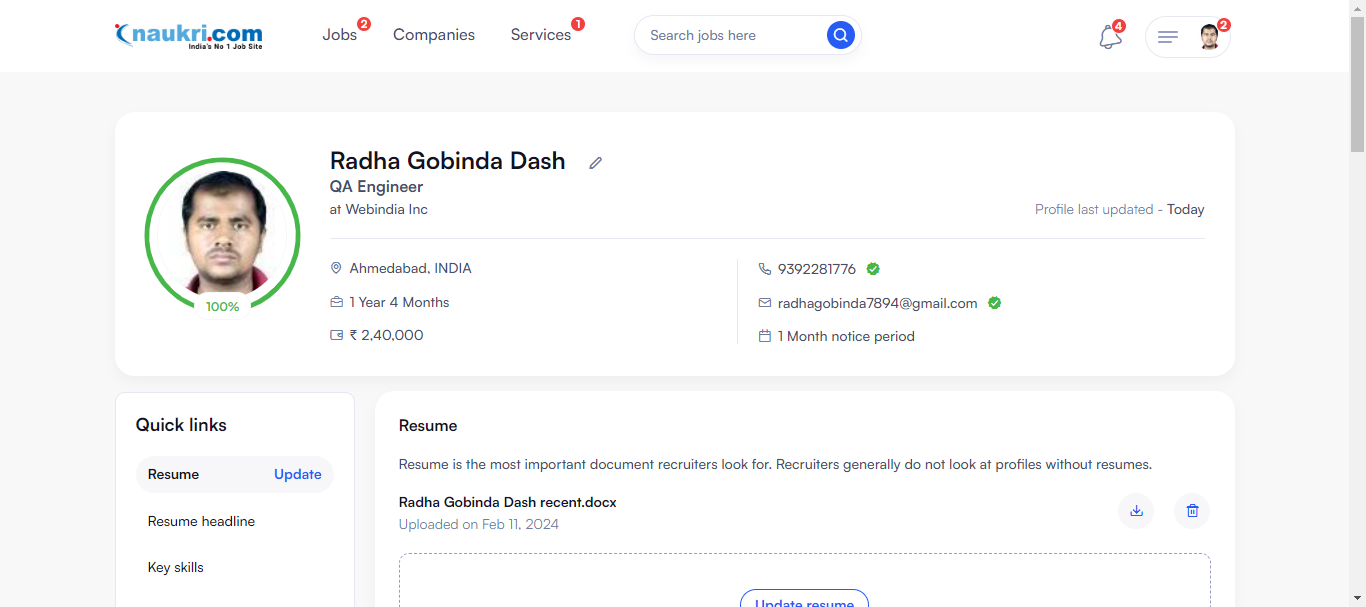 naukri.com
India's No 1 Job Site
Jobs 2
Companies
Services 1
Search jobs here
4
2
Radha Gobinda Dash
QA Engineer
at Webindia Inc
Profile last updated - Today
Ahmedabad, INDIA
1 Year 4 Months
₹ 2,40,000
9392281776
radhagobinda7894@gmail.com
1 Month notice period
100%
Quick links
Resume Update
Resume headline
Key skills
Resume
Resume is the most important document recruiters look for. Recruiters generally do not look at profiles without resumes.
Radha Gobinda Dash recent.docx
Uploaded on Feb 11, 2024
Update resume